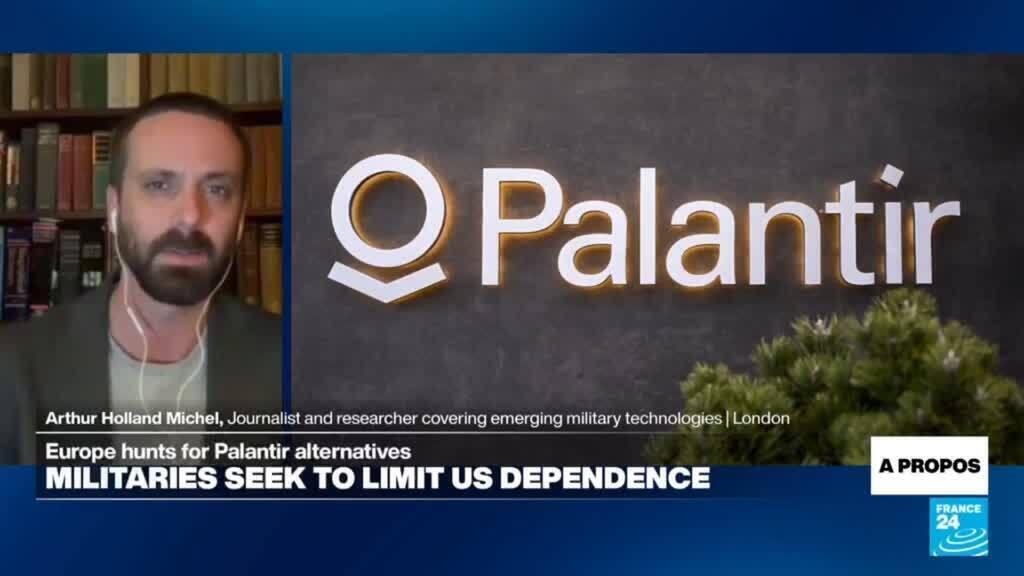 Palantir
Arthur Holland Michel, Journalist and researcher covering emerging military technologies | London
Europe hunts for Palantir alternatives
MILITARIES SEEK TO LIMIT US DEPENDENCE
A PROPOS
FRANCE
24